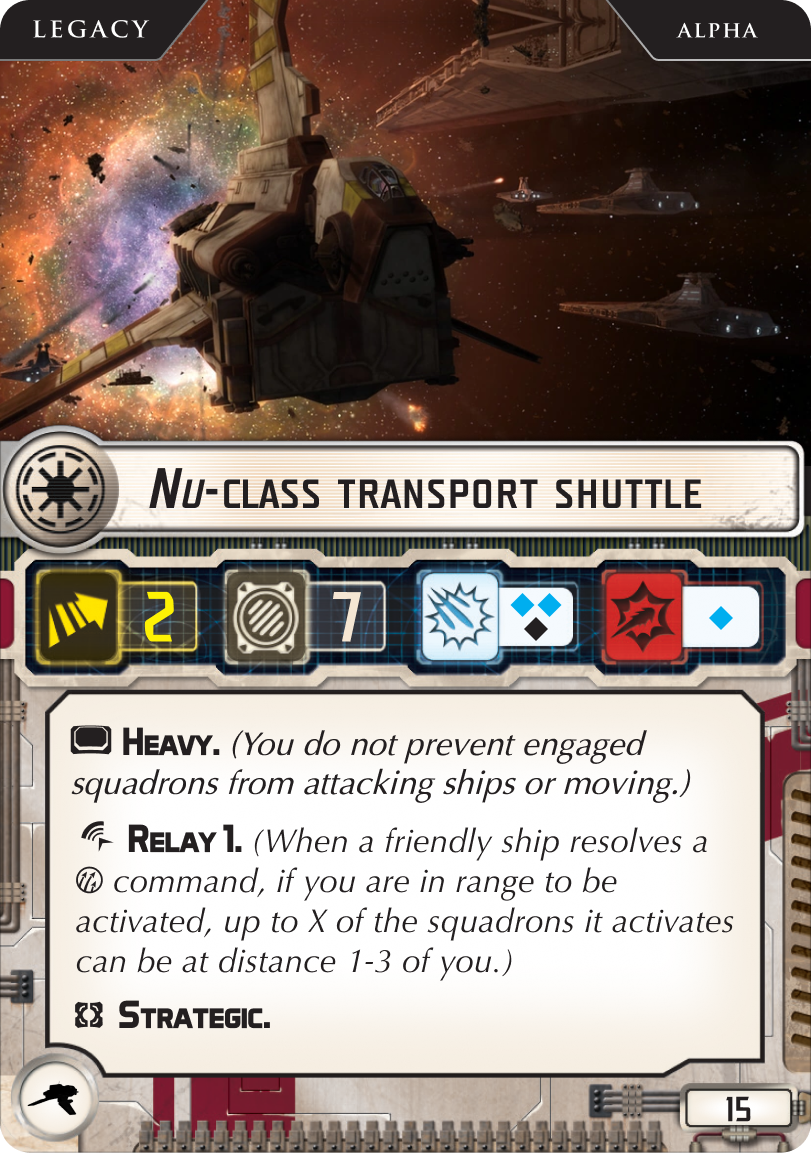 LEGACY
ALPHA
NU-CLASS TRANSPORT SHUTTLE
2
7
HEAVY. (You do not prevent engaged
squadrons from attacking ships or moving.)
RELAY 1. (When a friendly ship resolves a
command, if you are in range to be
activated, up to X of the squadrons it activates
can be at distance 1-3 of you.)
STRATEGIC.
15